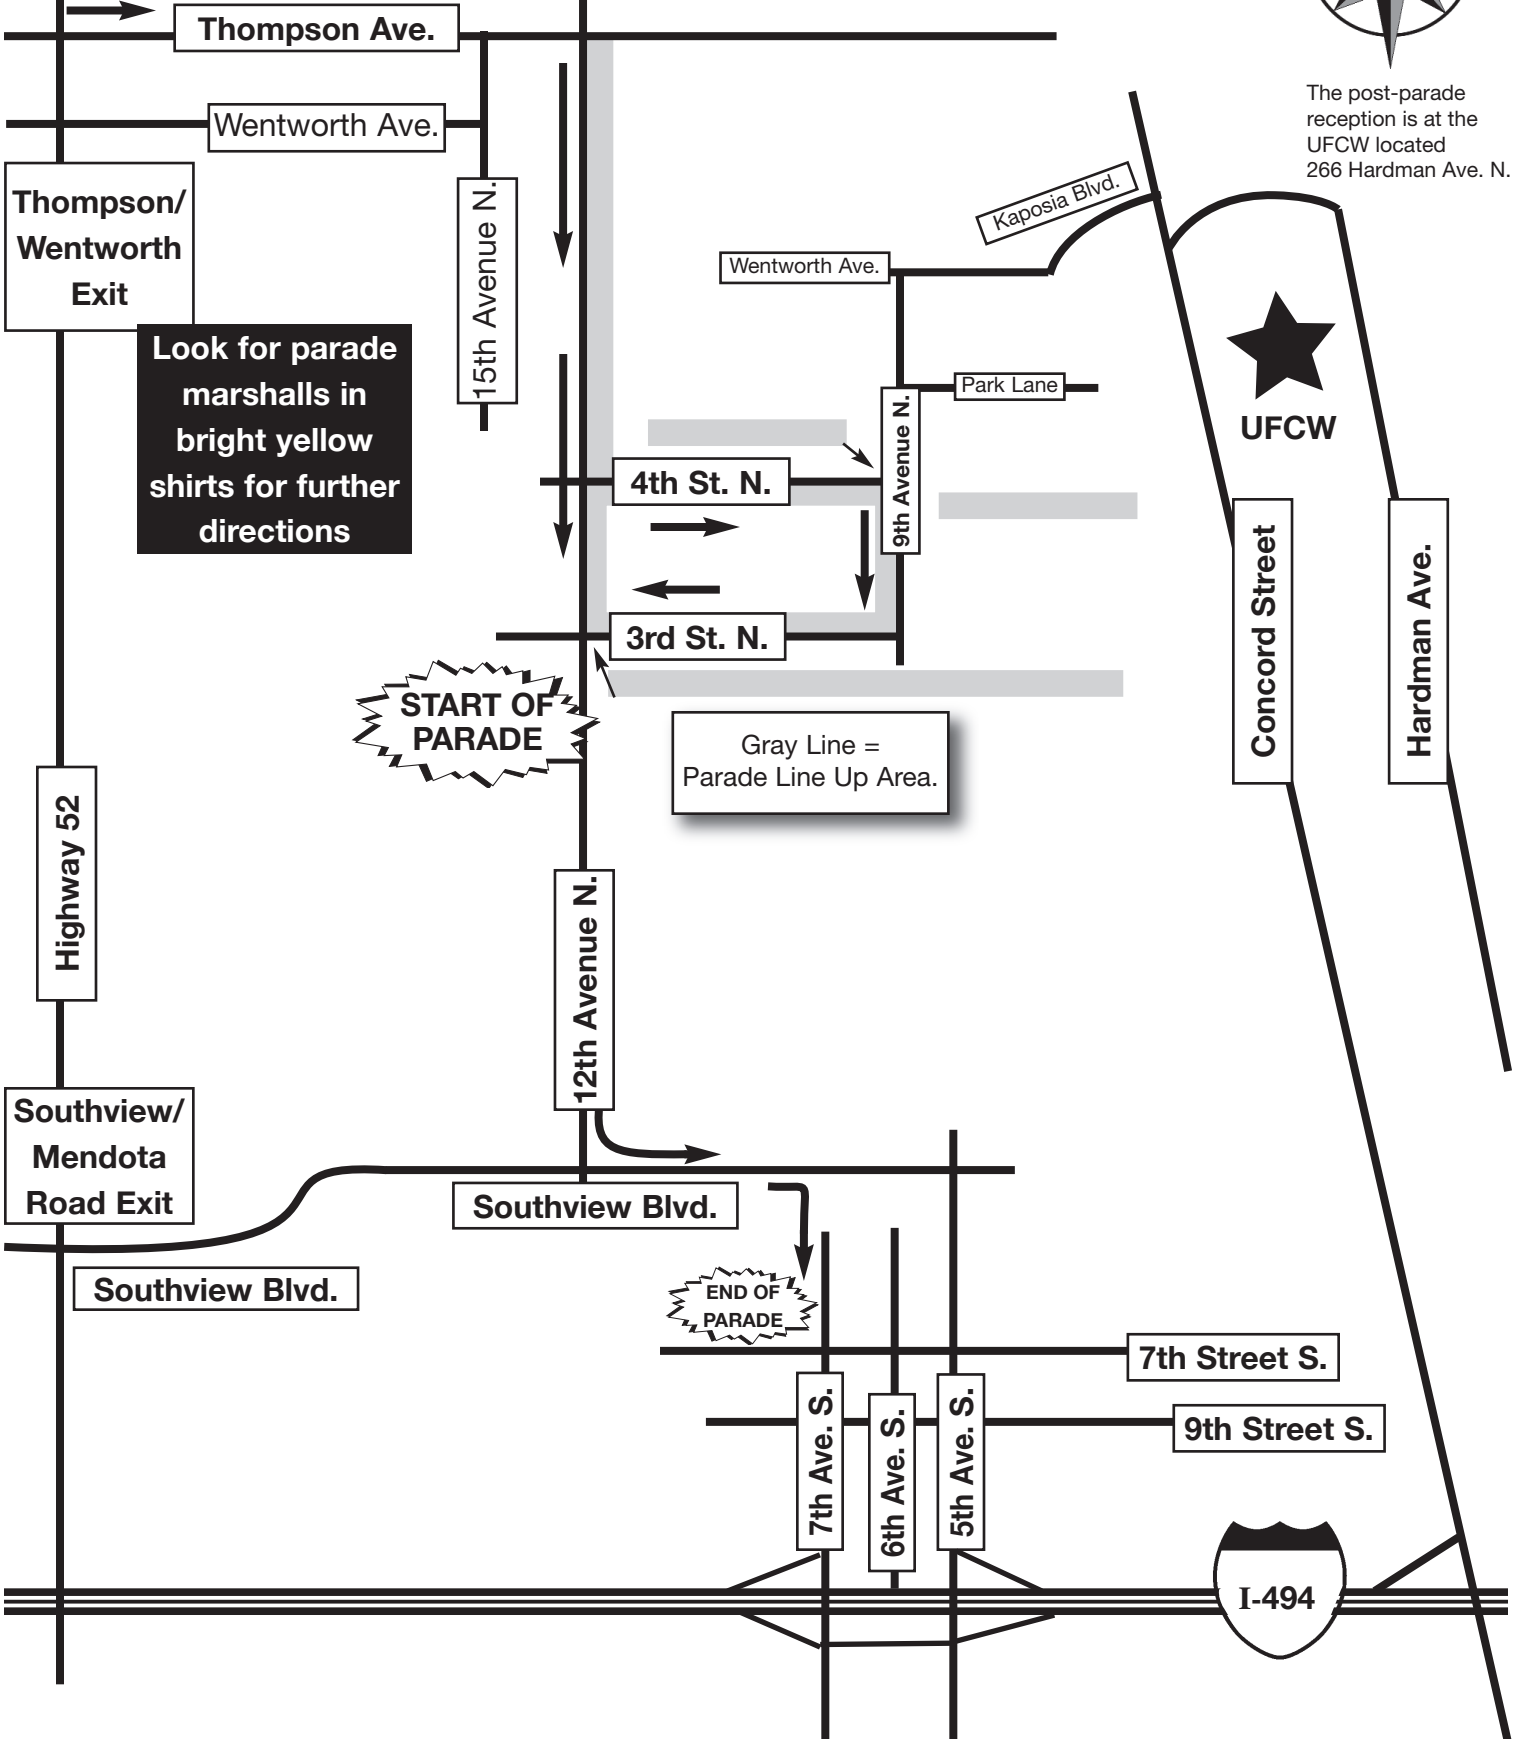 Thompson Ave.
The post-parade
reception is at the
UFCW located
266 Hardman Ave. N.
Wentworth Ave.
Thompson/
Wentworth
Exit
15th Avenue N.
Kaposia Blvd.
Wentworth Ave.
Look for parade
marshalls in
bright yellow
shirts for further
directions
Park Lane
9th Avenue N.
UFCW
4th St. N.
3rd St. N.
Concord Street
Hardman Ave.
START OF
PARADE
Gray Line =
Parade Line Up Area.
Highway 52
12th Avenue N.
Southview/
Mendota
Road Exit
Southview Blvd.
Southview Blvd.
END OF
PARADE
7th Street S.
9th Street S.
7th Ave. S.
6th Ave. S.
5th Ave. S.
I-494